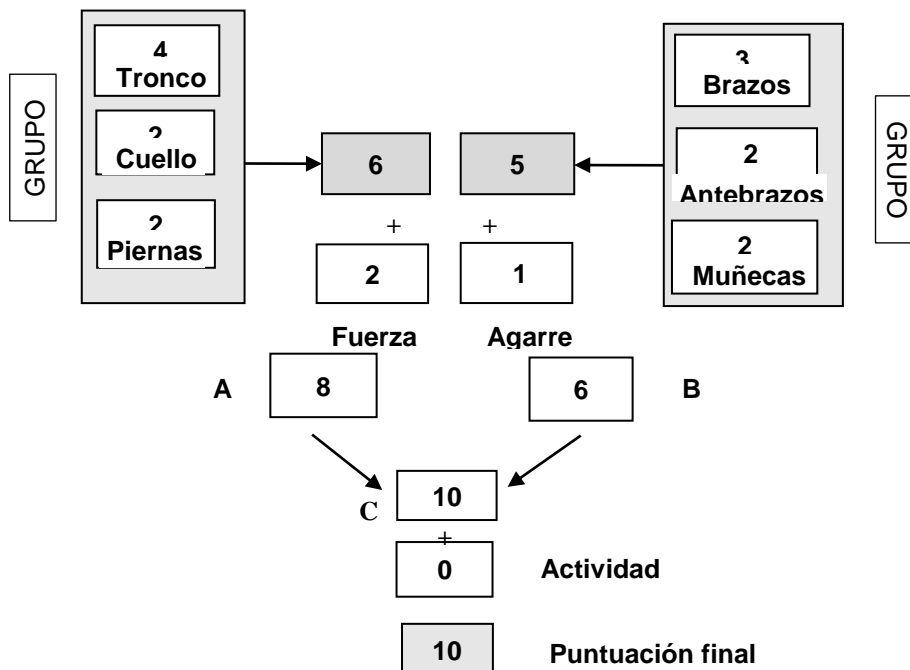 GRUPO
4
Tronco
2
Cuello
2
Piernas
6
5
+
+
2
1
Fuerza
Agarre
3
Brazos
2
Antebrazos
2
Muñecas
GRUPO
A
8
6
B
C
10
+
0
Actividad
10
Puntuación final